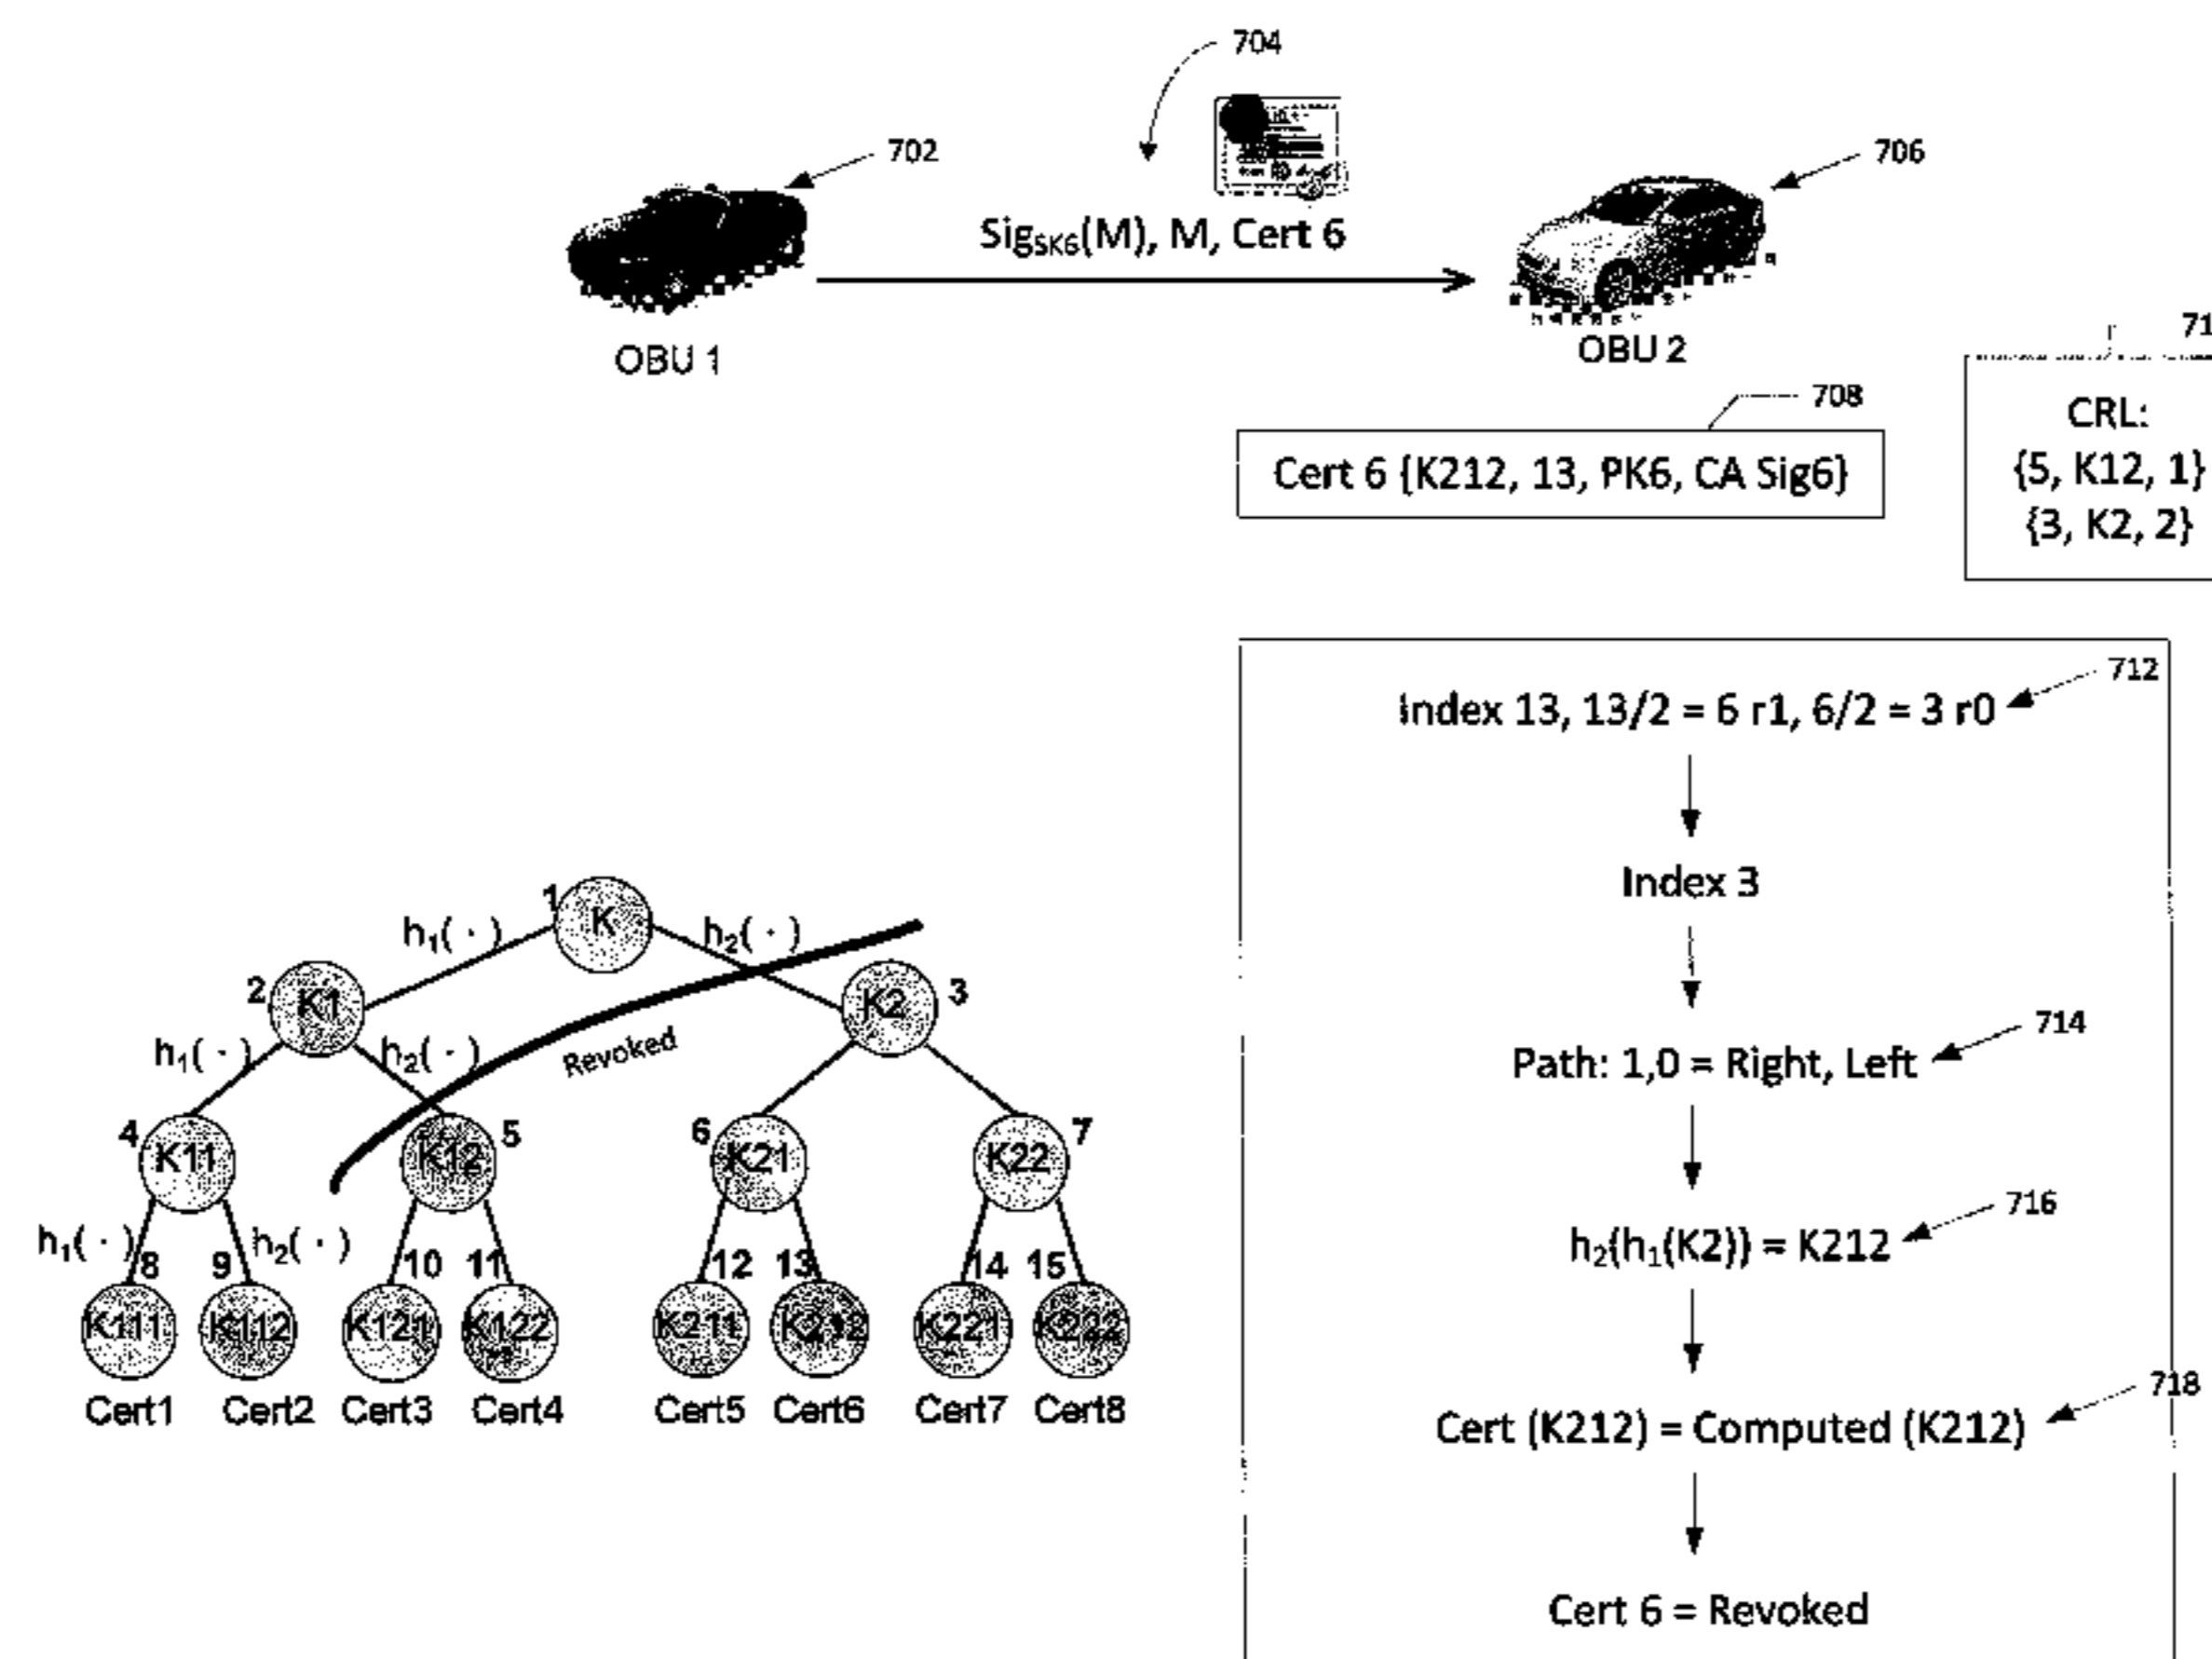 704
702
706
Sig_SK6(M), M, Cert 6
OBU 1
OBU 2
71
708
CRL:
{5, K12, 1}
{3, K2, 2}
Cert 6 {K212, 13, PK6, CA Sig6}
712
Index 13, 13/2 = 6 r1, 6/2 = 3 r0
Index 3
714
Path: 1,0 = Right, Left
716
h₂(h₁(K2)) = K212
718
Cert (K212) = Computed (K212)
Cert 6 = Revoked
1
K
h₁( · )
h₂( · )
2
K1
K2
3
h₁( · )
h₂( · )
Revoked
4
K11
K12
5
6
K21
K22
7
h₁( · )
8
9
h₂( · )
10
11
12
13
14
15
K111
K112
K121
K122
K211
K212
K221
K222
Cert1
Cert2
Cert3
Cert4
Cert5
Cert6
Cert7
Cert8